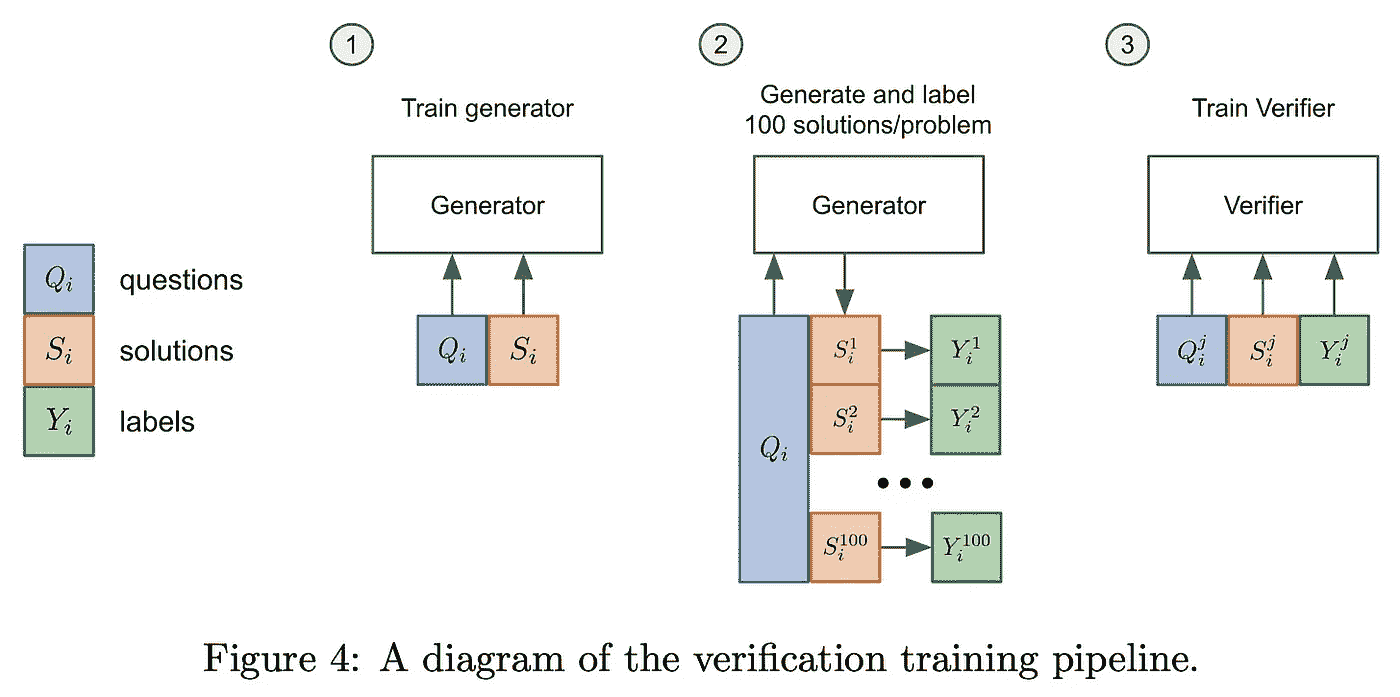 1
2
3
Train generator
Generate and label
100 solutions/problem
Train Verifier
Generator
Generator
Verifier
Q_i questions
S_i solutions
Y_i labels
Q_i S_i
Q_i
S_i^1 Y_i^1
S_i^2 Y_i^2
•••
S_i^{100} Y_i^{100}
Q_i^j S_i^j Y_i^j
Figure 4: A diagram of the verification training pipeline.